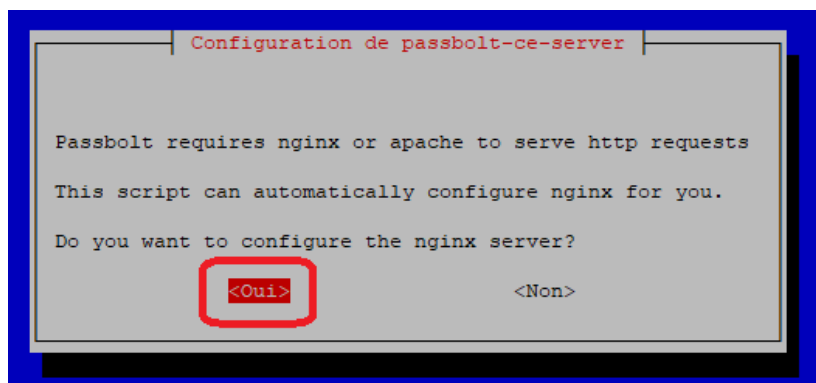 Configuration de passbolt-ce-server
Passbolt requires nginx or apache to serve http requests
This script can automatically configure nginx for you.
Do you want to configure the nginx server?
<Oui> <Non>